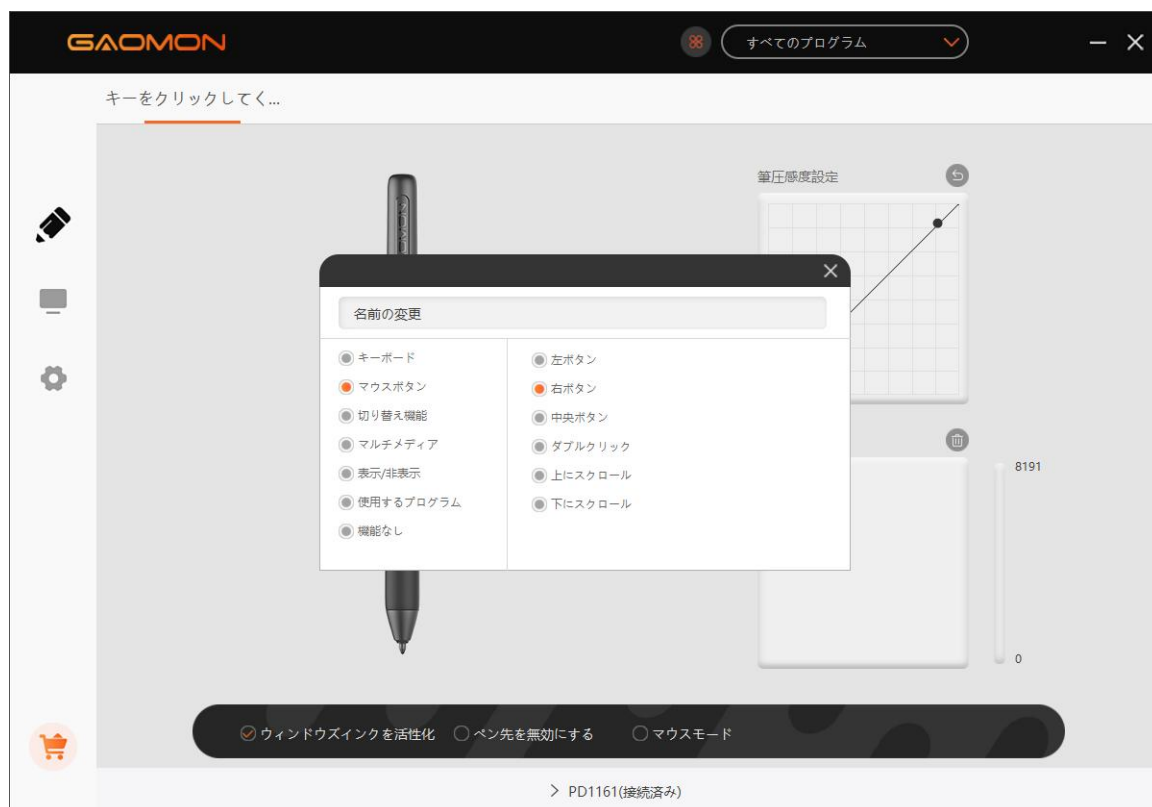 GAOMON
すべてのプログラム
キーをクリックしてく...
筆圧感度設定
名前の変更
キーボード
マウスボタン
切り替え機能
マルチメディア
表示/非表示
使用するプログラム
機能なし
左ボタン
右ボタン
中央ボタン
ダブルクリック
上にスクロール
下にスクロール
8191
0
ウィンドウズインクを活性化
ペン先を無効にする
マウスモード
PD1161(接続済み)